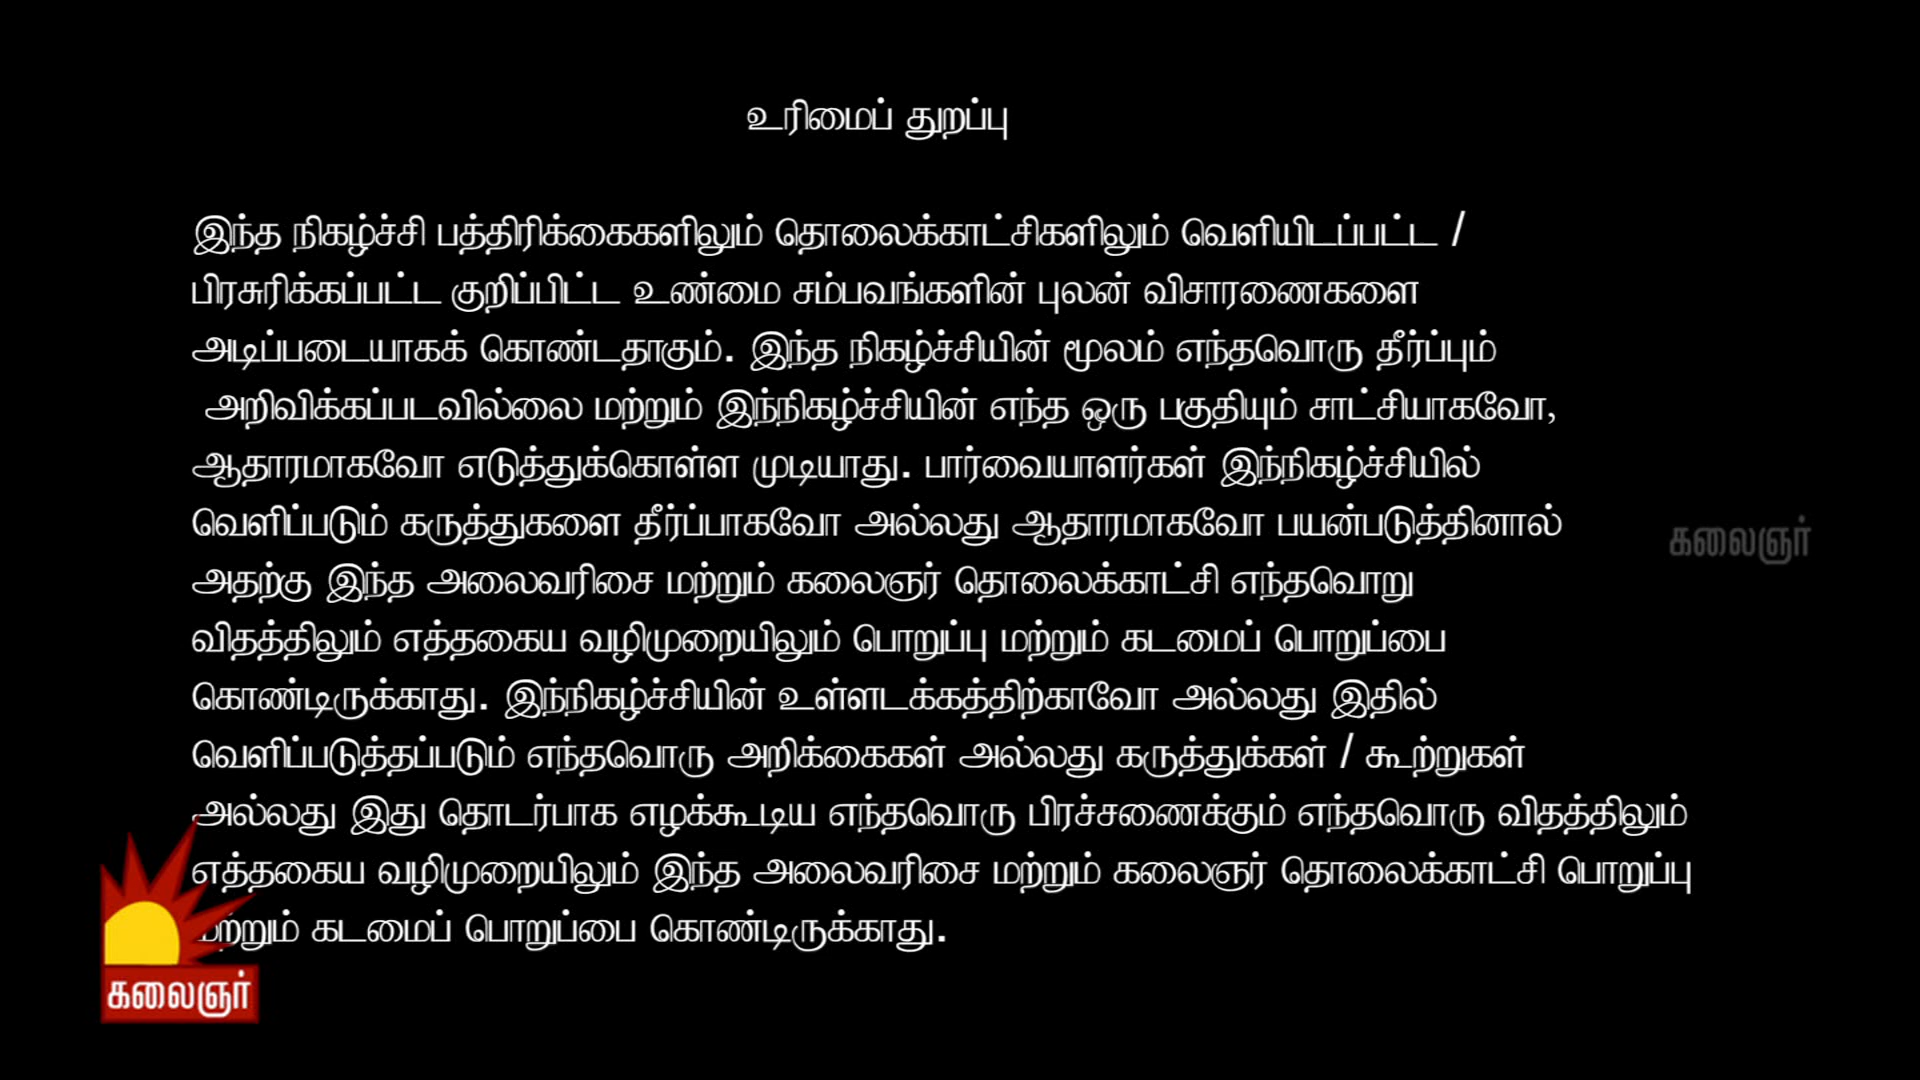 உரிமைப் துறப்பு
இந்த நிகழ்ச்சி பத்திரிக்கைகளிலும் தொலைக்காட்சிகளிலும் வெளியிடப்பட்ட /
பிரசுரிக்கப்பட்ட குறிப்பிட்ட உண்மை சம்பவங்களின் புலன் விசாரணைகளை
அடிப்படையாகக் கொண்டதாகும். இந்த நிகழ்ச்சியின் மூலம் எந்தவொரு தீர்ப்பும்
அறிவிக்கப்படவில்லை மற்றும் இந்நிகழ்ச்சியின் எந்த ஒரு பகுதியும் சாட்சியாகவோ,
ஆதாரமாகவோ எடுத்துக்கொள்ள முடியாது. பார்வையாளர்கள் இந்நிகழ்ச்சியில்
வெளிப்படும் கருத்துகளை தீர்ப்பாகவோ அல்லது ஆதாரமாகவோ பயன்படுத்தினால்
அதற்கு இந்த அலைவரிசை மற்றும் கலைஞர் தொலைக்காட்சி எந்தவொறு
விதத்திலும் எத்தகைய வழிமுறையிலும் பொறுப்பு மற்றும் கடமைப் பொறுப்பை
கொண்டிருக்காது. இந்நிகழ்ச்சியின் உள்ளடக்கத்திற்காவோ அல்லது இதில்
வெளிப்படுத்தப்படும் எந்தவொரு அறிக்கைகள் அல்லது கருத்துக்கள் / கூற்றுகள்
அல்லது இது தொடர்பாக எழக்கூடிய எந்தவொரு பிரச்சணைக்கும் எந்தவொரு விதத்திலும்
எத்தகைய வழிமுறையிலும் இந்த அலைவரிசை மற்றும் கலைஞர் தொலைக்காட்சி பொறுப்பு
மற்றும் கடமைப் பொறுப்பை கொண்டிருக்காது.
கலைஞர்
கலைஞர்